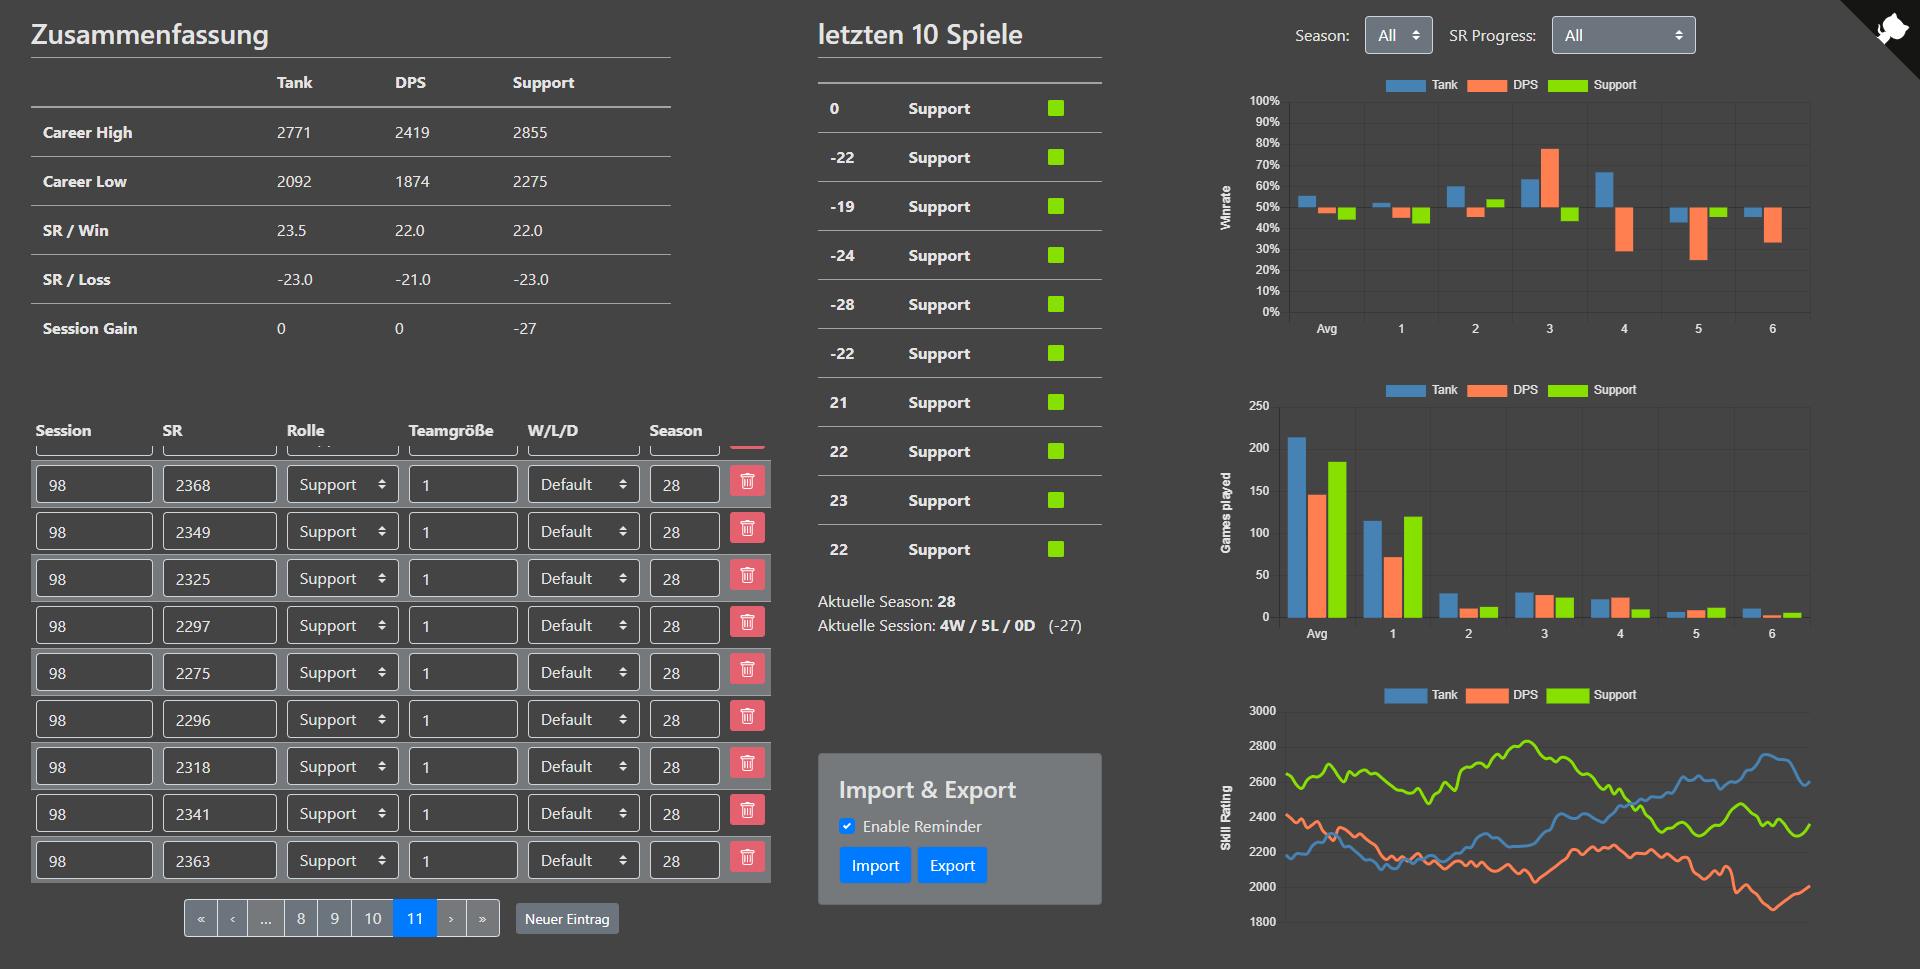 Zusammenfassung
Tank DPS Support
Career High 2771 2419 2855
Career Low 2092 1874 2275
SR / Win 23.5 22.0 22.0
SR / Loss -23.0 -21.0 -23.0
Session Gain 0 0 -27
Session SR Rolle Teamgröße W/L/D Season
98 2368 Support 1 Default 28
98 2349 Support 1 Default 28
98 2325 Support 1 Default 28
98 2297 Support 1 Default 28
98 2275 Support 1 Default 28
98 2296 Support 1 Default 28
98 2318 Support 1 Default 28
98 2341 Support 1 Default 28
98 2363 Support 1 Default 28
« ‹ ... 8 9 10 11 › » Neuer Eintrag
letzten 10 Spiele
0 Support
-22 Support
-19 Support
-24 Support
-28 Support
-22 Support
21 Support
22 Support
23 Support
22 Support
Aktuelle Season: 28
Aktuelle Session: 4W / 5L / 0D (-27)
Import & Export
Enable Reminder
Import Export
Season: All SR Progress: All
Tank DPS Support
Winrate
100%
90%
80%
70%
60%
50%
40%
30%
20%
10%
0%
Avg 1 2 3 4 5 6
Tank DPS Support
Games played
250
200
150
100
50
0
Avg 1 2 3 4 5 6
Tank DPS Support
Skill Rating
3000
2800
2600
2400
2200
2000
1800